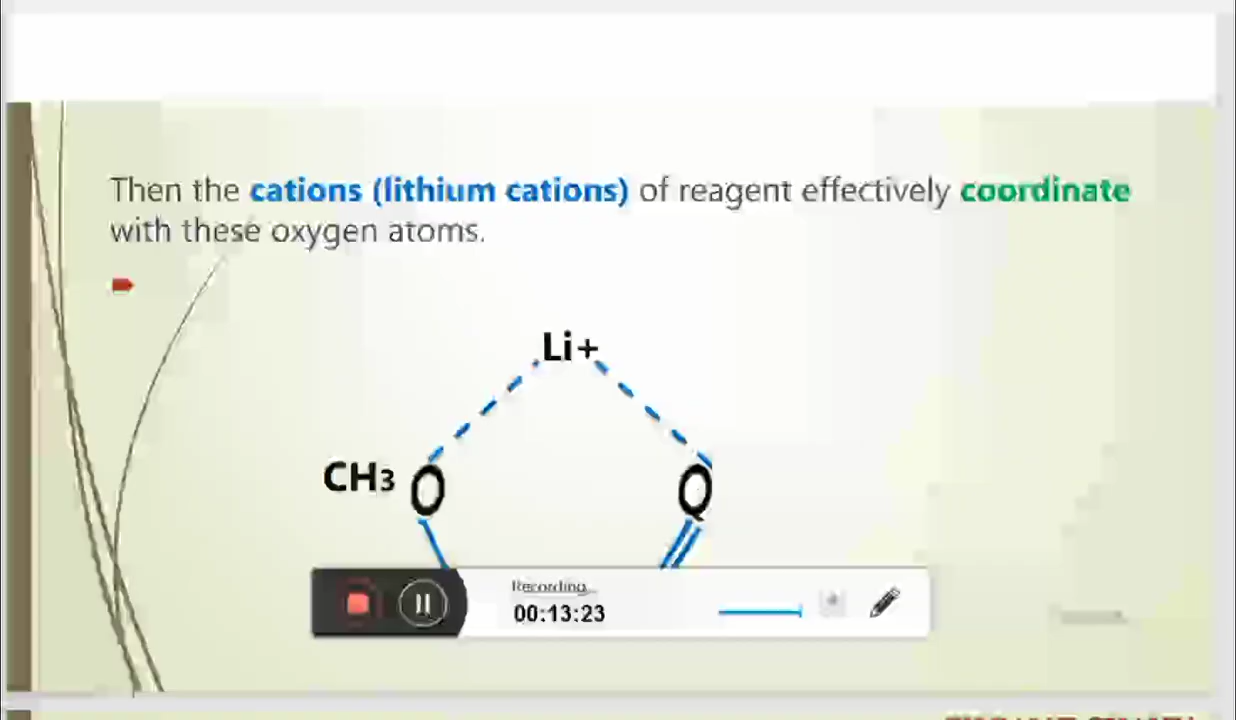 Then the cations (lithium cations) of reagent effectively coordinate
with these oxygen atoms.
Li+
CH3 O
O
Recording...
00:13:23